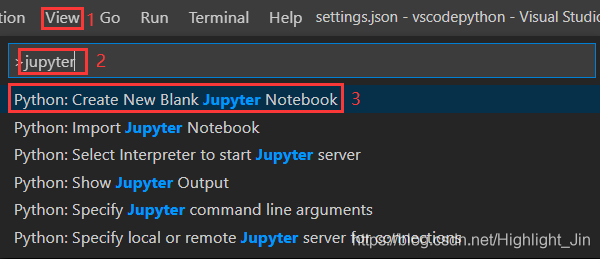 ction View 1 Go Run Terminal Help settings.json - vscodepython - Visual Studio
>jupyter 2
Python: Create New Blank Jupyter Notebook 3
Python: Import Jupyter Notebook
Python: Select Interpreter to start Jupyter server
Python: Show Jupyter Output
Python: Specify Jupyter command line arguments
Python: Specify local or remote Jupyter server for connections
https://blog.csdn.net/Highlight_Jin